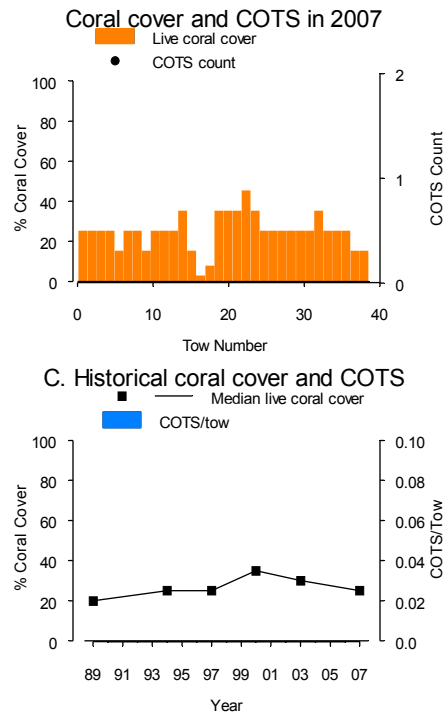 Coral cover and COTS in 2007
Live coral cover
COTS count
100
80
60
40
20
0
% Coral Cover
2
1
0
COTS Count
0 10 20 30 40
Tow Number
C. Historical coral cover and COTS
Median live coral cover
COTS/tow
100
80
60
40
20
0
% Coral Cover
0.10
0.08
0.06
0.04
0.02
0.0
COTS/Tow
89 91 93 95 97 99 01 03 05 07
Year